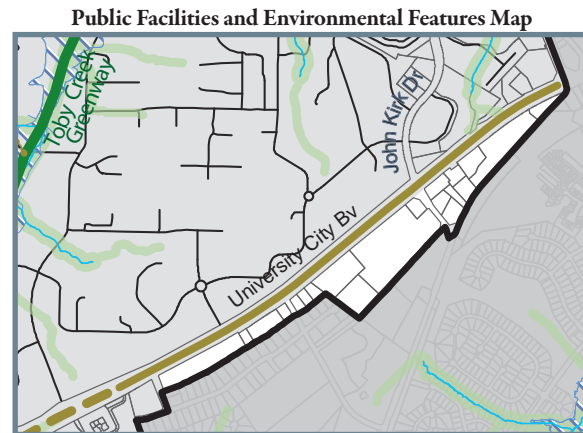 Public Facilities and Environmental Features Map
Toby Creek
Greenway
John Kirk Dr
University City Bv